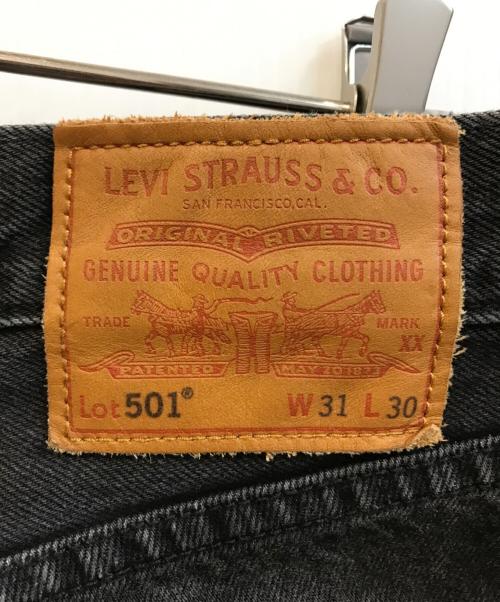 LEVI STRAUSS & CO.
SAN FRANCISCO, CAL.
ORIGINAL RIVETED
GENUINE QUALITY CLOTHING
TRADE MARK
XX
PATENTED MAY 20 1873
Lot 501® W 31 L 30